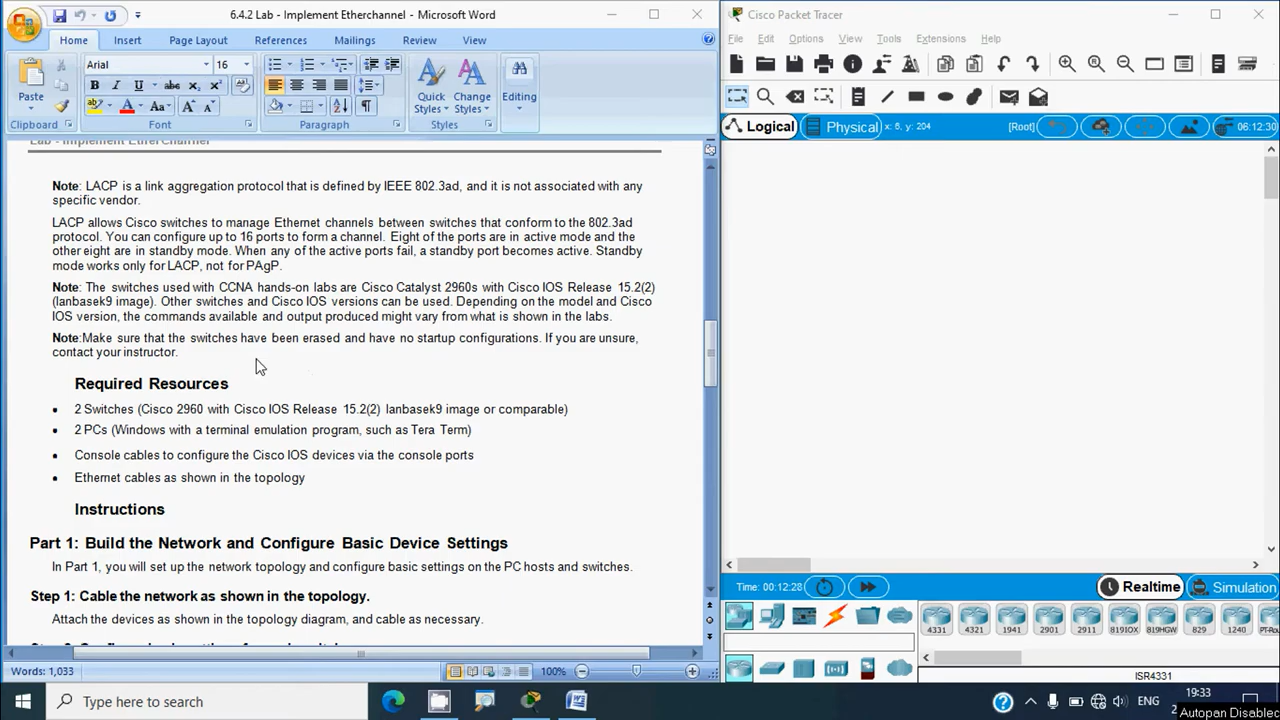 6.4.2 Lab - Implement Etherchannel - Microsoft Word
Home Insert Page Layout References Mailings Review View
Paste
Arial 16
B I U abc
Aa A A
Quick Styles
Change Styles
Editing
Clipboard Font Paragraph Styles
Lab - Implement EtherChannel
Note: LACP is a link aggregation protocol that is defined by IEEE 802.3ad, and it is not associated with any
specific vendor.
LACP allows Cisco switches to manage Ethernet channels between switches that conform to the 802.3ad
protocol. You can configure up to 16 ports to form a channel. Eight of the ports are in active mode and the
other eight are in standby mode. When any of the active ports fail, a standby port becomes active. Standby
mode works only for LACP, not for PAgP.
Note: The switches used with CCNA hands-on labs are Cisco Catalyst 2960s with Cisco IOS Release 15.2(2)
(lanbasek9 image). Other switches and Cisco IOS versions can be used. Depending on the model and Cisco
IOS version, the commands available and output produced might vary from what is shown in the labs.
Note:Make sure that the switches have been erased and have no startup configurations. If you are unsure,
contact your instructor.
Required Resources
• 2 Switches (Cisco 2960 with Cisco IOS Release 15.2(2) lanbasek9 image or comparable)
• 2 PCs (Windows with a terminal emulation program, such as Tera Term)
• Console cables to configure the Cisco IOS devices via the console ports
• Ethernet cables as shown in the topology
Instructions
Part 1: Build the Network and Configure Basic Device Settings
In Part 1, you will set up the network topology and configure basic settings on the PC hosts and switches.
Step 1: Cable the network as shown in the topology.
Attach the devices as shown in the topology diagram, and cable as necessary.
Words: 1,033
100%
Cisco Packet Tracer
File Edit Options View Tools Extensions Help
Logical Physical x: 6, y: 204 [Root] 06:12:30
Time: 00:12:28 Realtime Simulation
4331 4321 1941 2901 2911 819IOX 819HGW 829 1240 PT-Rou
ISR4331
Type here to search
ENG
19:33
Autopan Disabled